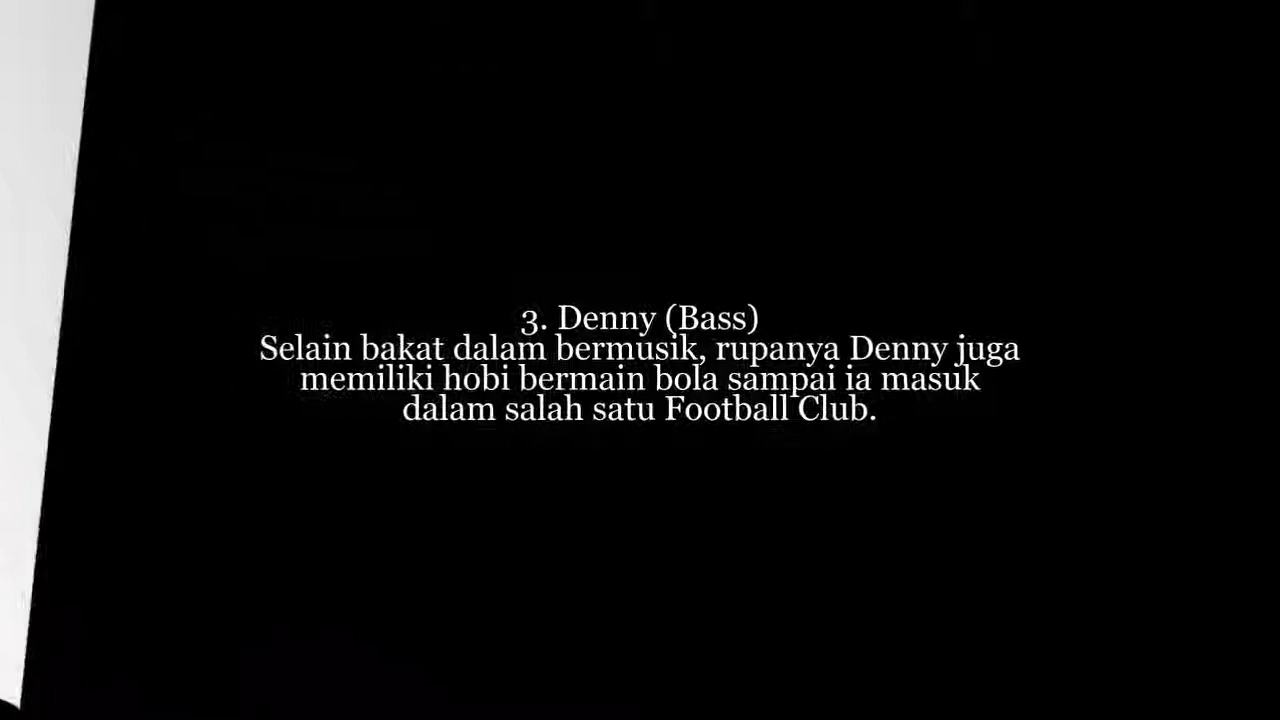 3. Denny (Bass)
Selain bakat dalam bermusik, rupanya Denny juga
memiliki hobi bermain bola sampai ia masuk
dalam salah satu Football Club.